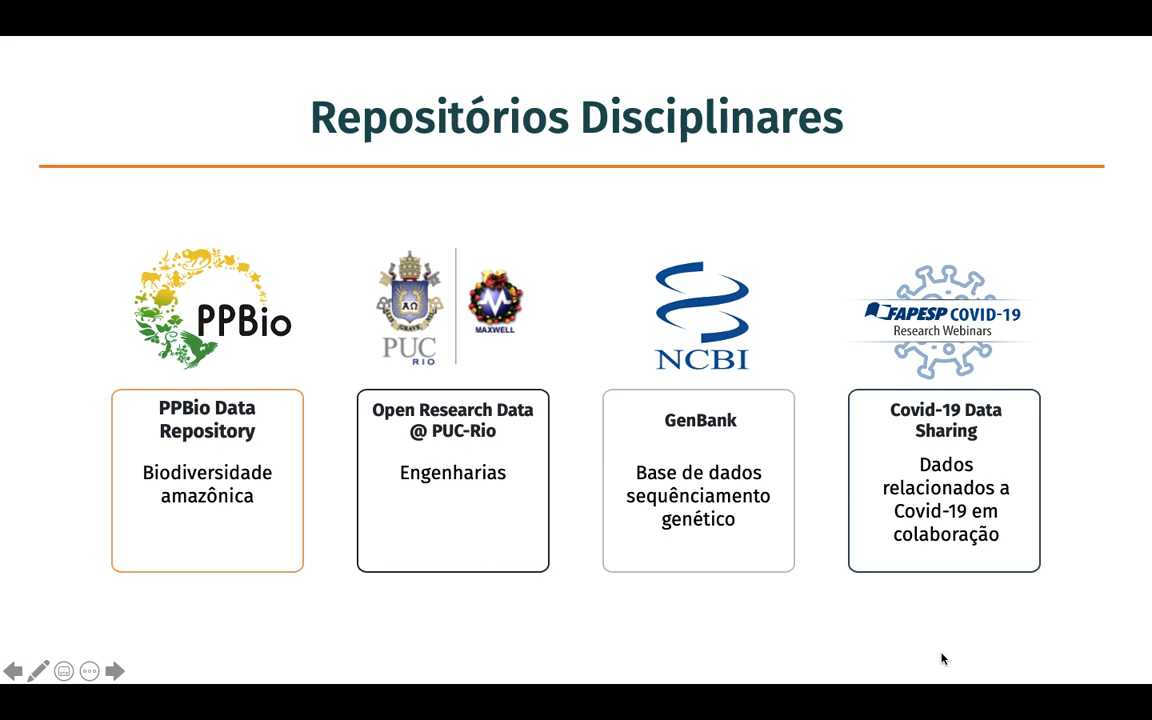 Repositórios Disciplinares
PPBio
PUC
RIO
MAXWELL
NCBI
FAPESP COVID-19
Research Webinars
PPBio Data
Repository
Biodiversidade
amazônica
Open Research Data
@ PUC-Rio
Engenharias
GenBank
Base de dados
sequênciamento
genético
Covid-19 Data
Sharing
Dados
relacionados a
Covid-19 em
colaboração